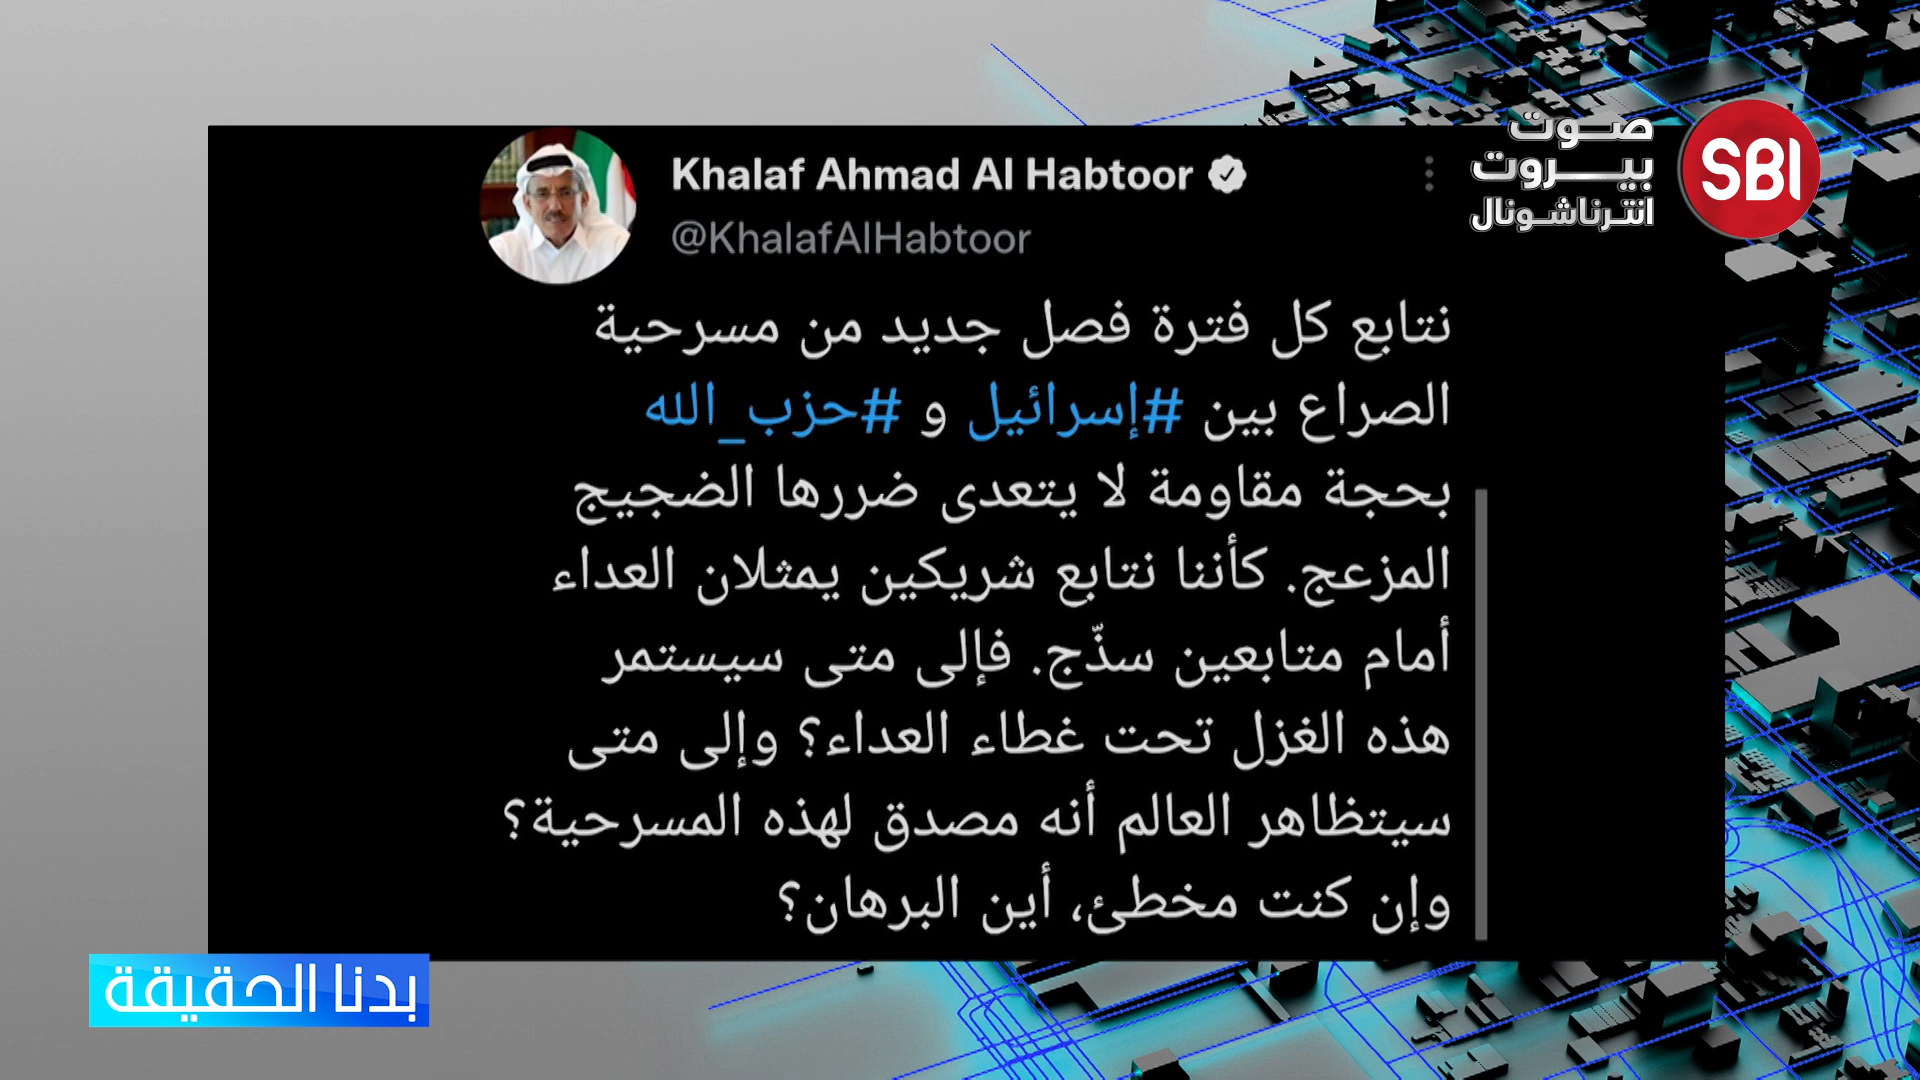 صوت
بيروت
انترناشونال
SBI
Khalaf Ahmad Al Habtoor
@KhalafAlHabtoor
نتابع كل فترة فصل جديد من مسرحية
الصراع بين #إسرائيل و #حزب_الله
بحجة مقاومة لا يتعدى ضررها الضجيج
المزعج. كأننا نتابع شريكين يمثلان العداء
أمام متابعين سذّج. فإلى متى سيستمر
هذه الغزل تحت غطاء العداء؟ وإلى متى
سيتظاهر العالم أنه مصدق لهذه المسرحية؟
وإن كنت مخطئ، أين البرهان؟
بدنا الحقيقة